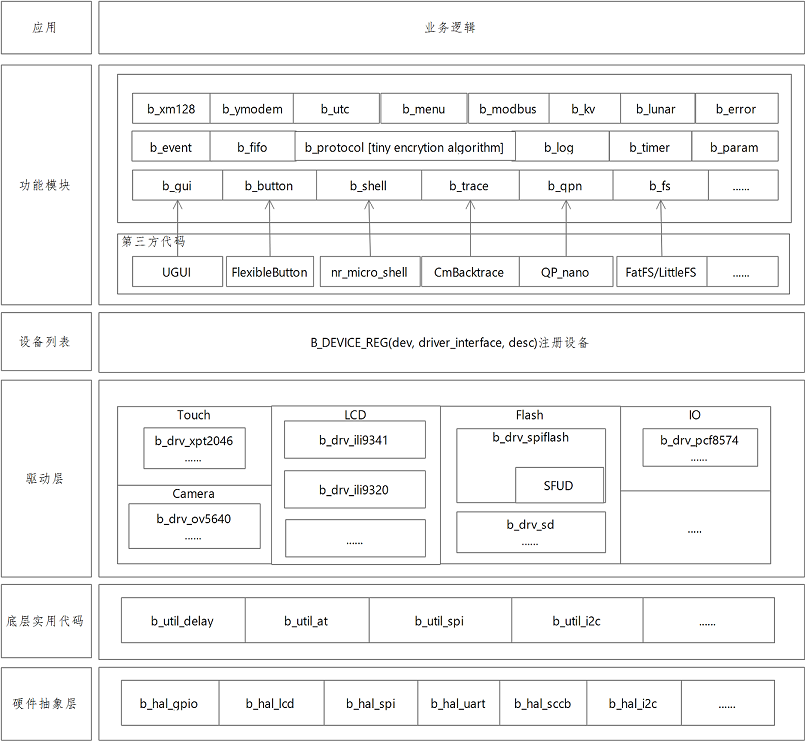 应用
业务逻辑
功能模块
b_xm128 b_ymodem b_utc b_menu b_modbus b_kv b_lunar b_error
b_event b_fifo b_protocol [tiny encrytion algorithm] b_log b_timer b_param
b_gui b_button b_shell b_trace b_qpn b_fs ......
第三方代码
UGUI FlexibleButton nr_micro_shell CmBacktrace QP_nano FatFS/LittleFS ......
设备列表
B_DEVICE_REG(dev, driver_interface, desc)注册设备
驱动层
Touch
b_drv_xpt2046
......
Camera
b_drv_ov5640
......
LCD
b_drv_ili9341
b_drv_ili9320
......
Flash
b_drv_spiflash
SFUD
b_drv_sd
......
IO
b_drv_pcf8574
......
.....
底层实用代码
b_util_delay b_util_at b_util_spi b_util_i2c ......
硬件抽象层
b_hal_gpio b_hal_lcd b_hal_spi b_hal_uart b_hal_sccb b_hal_i2c ......